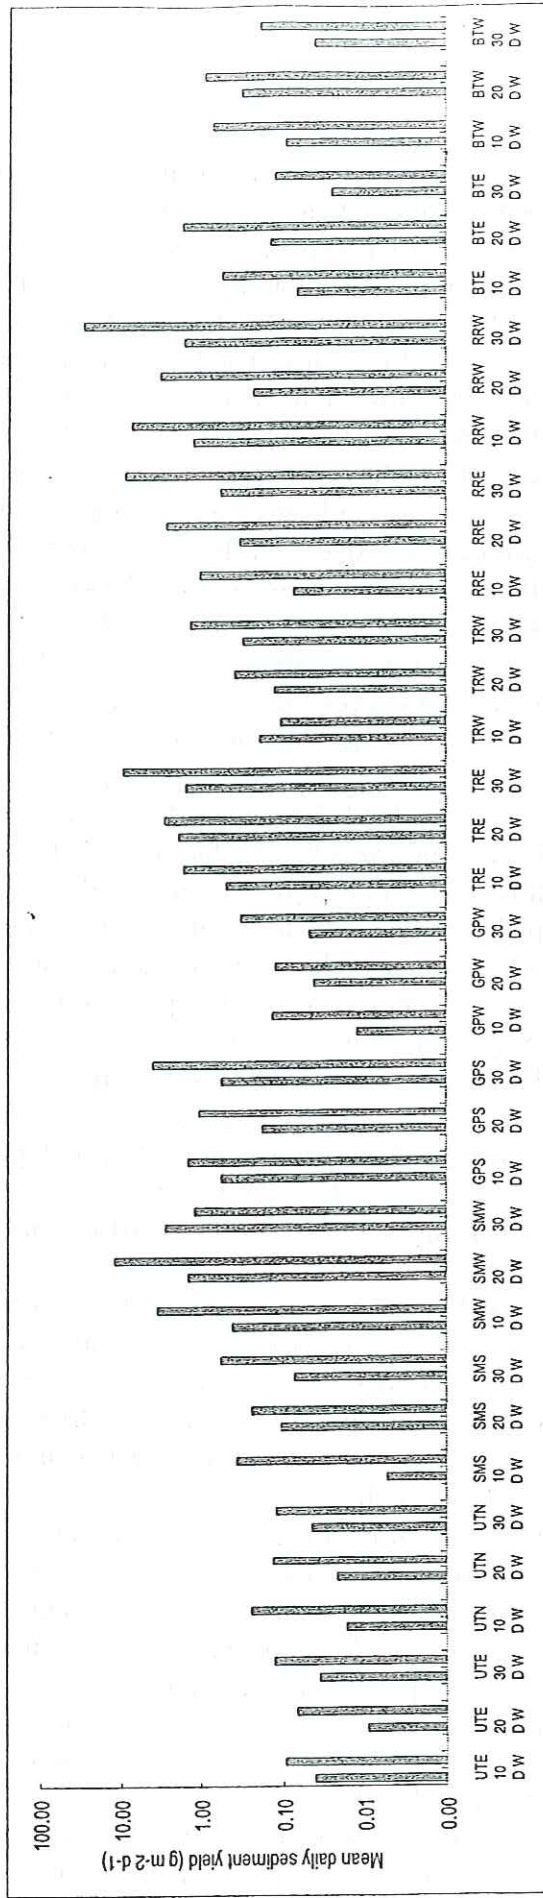 Mean daily sediment yield (g m-2 d-1)
100.00
10.00
1.00
0.10
0.01
0.00
UTE 10 D W
UTE 20 D W
UTE 30 D W
UTN 10 D W
UTN 20 D W
UTN 30 D W
SMS 10 D W
SMS 20 D W
SMS 30 D W
SMW 10 D W
SMW 20 D W
SMW 30 D W
GPS 10 D W
GPS 20 D W
GPS 30 D W
GPW 10 D W
GPW 20 D W
GPW 30 D W
TRE 10 D W
TRE 20 D W
TRE 30 D W
TRW 10 D W
TRW 20 D W
TRW 30 D W
RRE 10 DW
RRE 20 D W
RRE 30 D W
RRW 10 D W
RRW 20 D W
RRW 30 D W
BTE 10 D W
BTE 20 D W
BTE 30 D W
BTW 10 D W
BTW 20 D W
BTW 30 D W